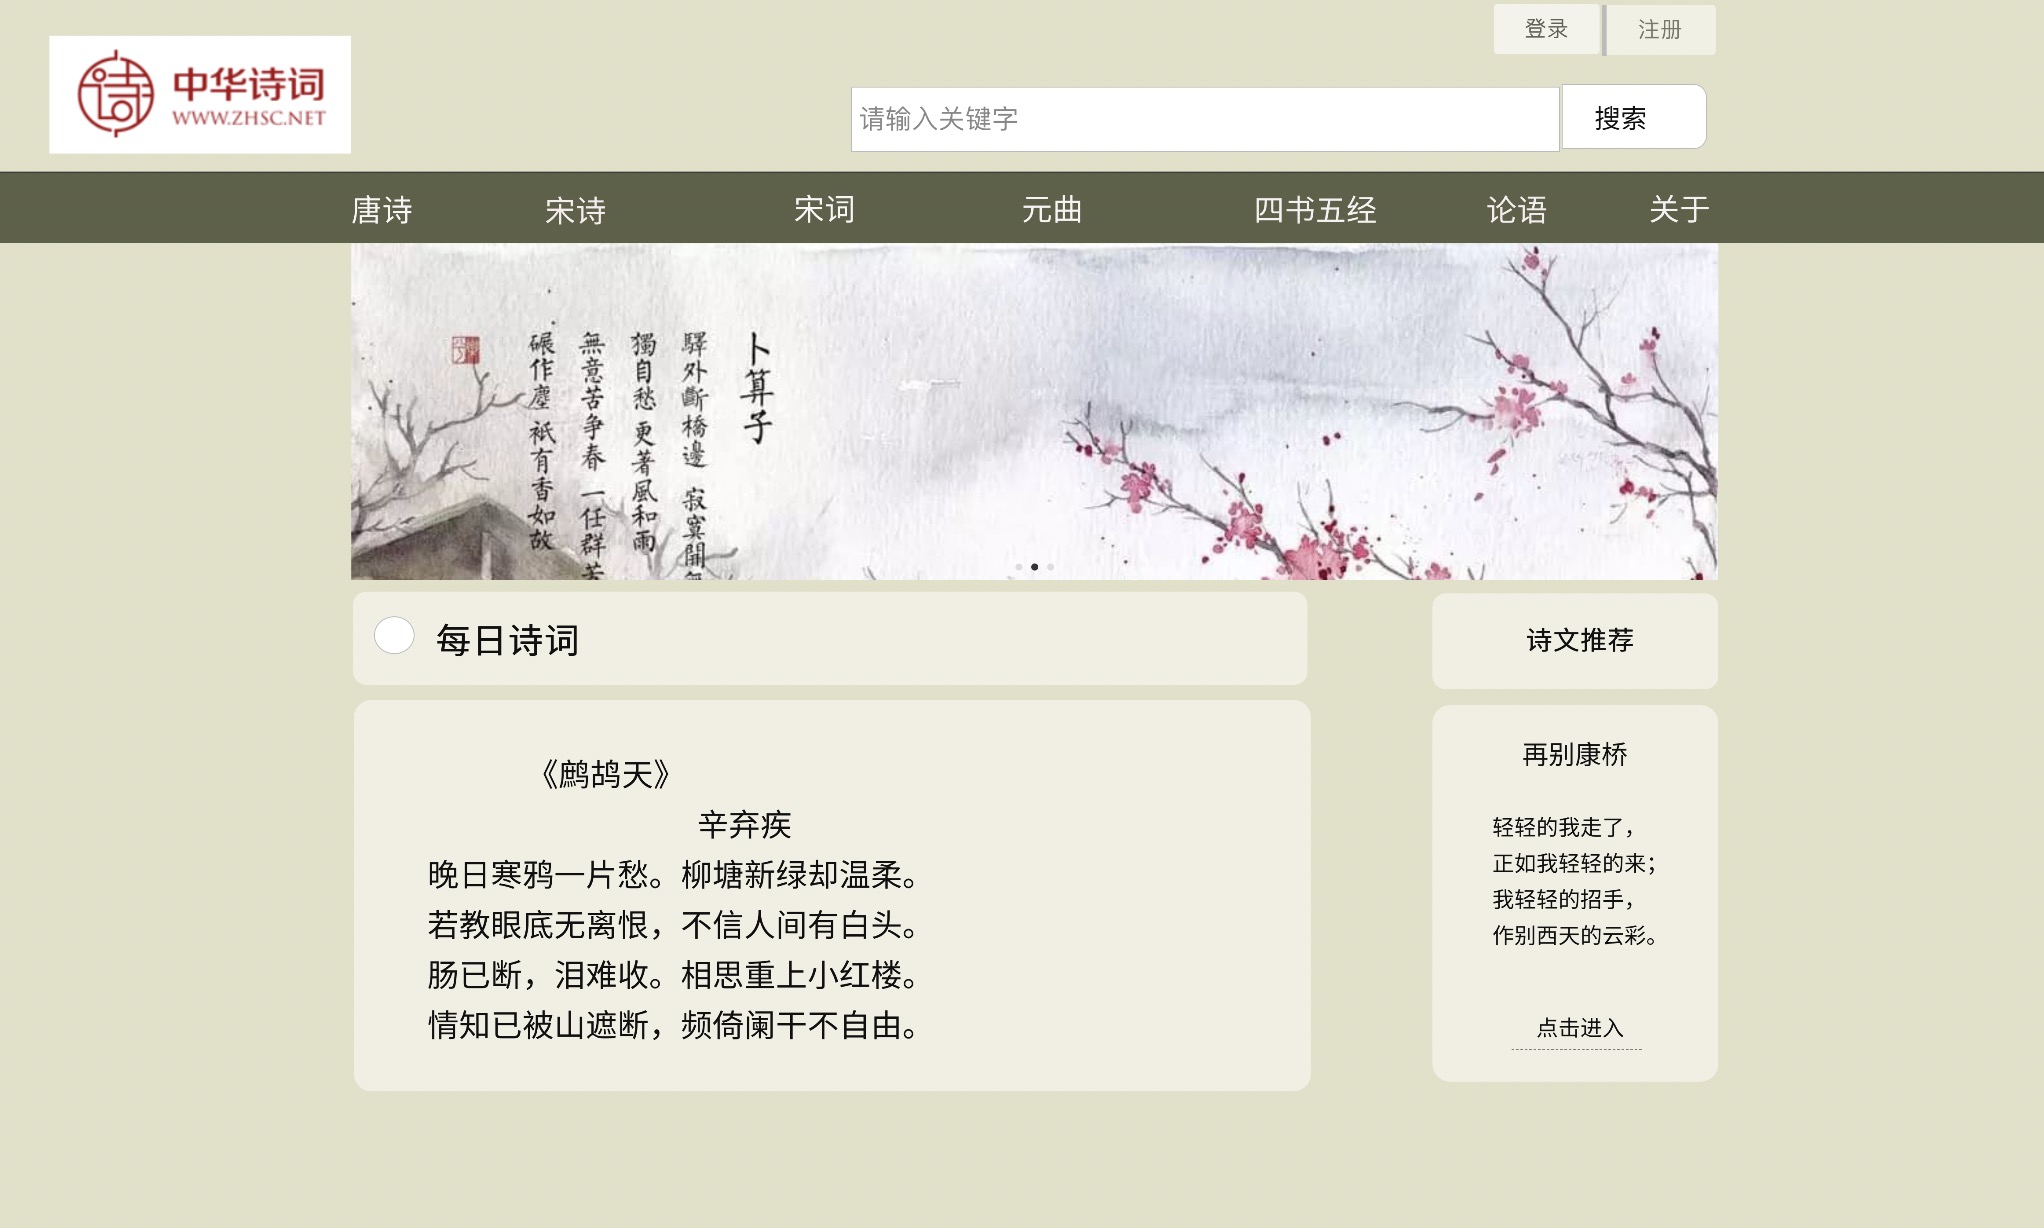 登录
注册
诗
中华诗词
WWW.ZHSC.NET
请输入关键字
搜索
唐诗
宋诗
宋词
元曲
四书五经
论语
关于
卜算子
驛外斷橋邊 寂寞開無
獨自愁 更著風和雨
無意苦争春 一任群芳
碾作塵 祇有香如故
每日诗词
诗文推荐
《鹧鸪天》
辛弃疾
晚日寒鸦一片愁。柳塘新绿却温柔。
若教眼底无离恨，不信人间有白头。
肠已断，泪难收。相思重上小红楼。
情知已被山遮断，频倚阑干不自由。
再别康桥
轻轻的我走了，
正如我轻轻的来；
我轻轻的招手，
作别西天的云彩。
点击进入